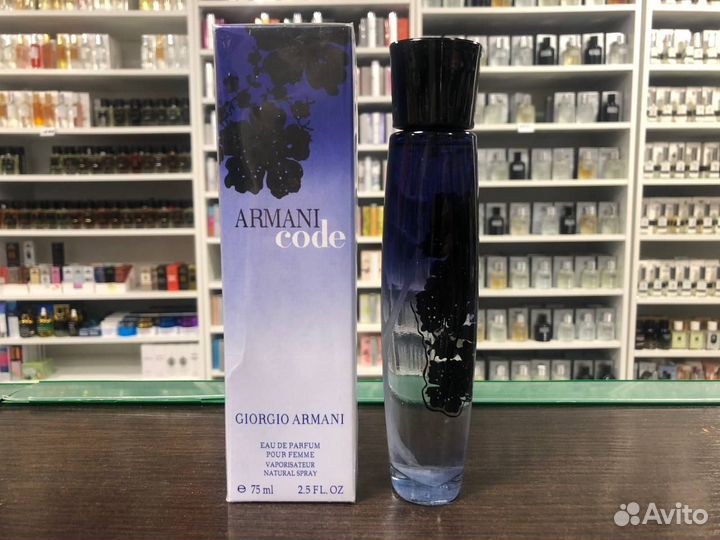 ARMANI
code
GIORGIO ARMANI
EAU DE PARFUM
POUR FEMME
VAPORISATEUR
NATURAL SPRAY
e 75 ml 2.5 FL. OZ
Avito